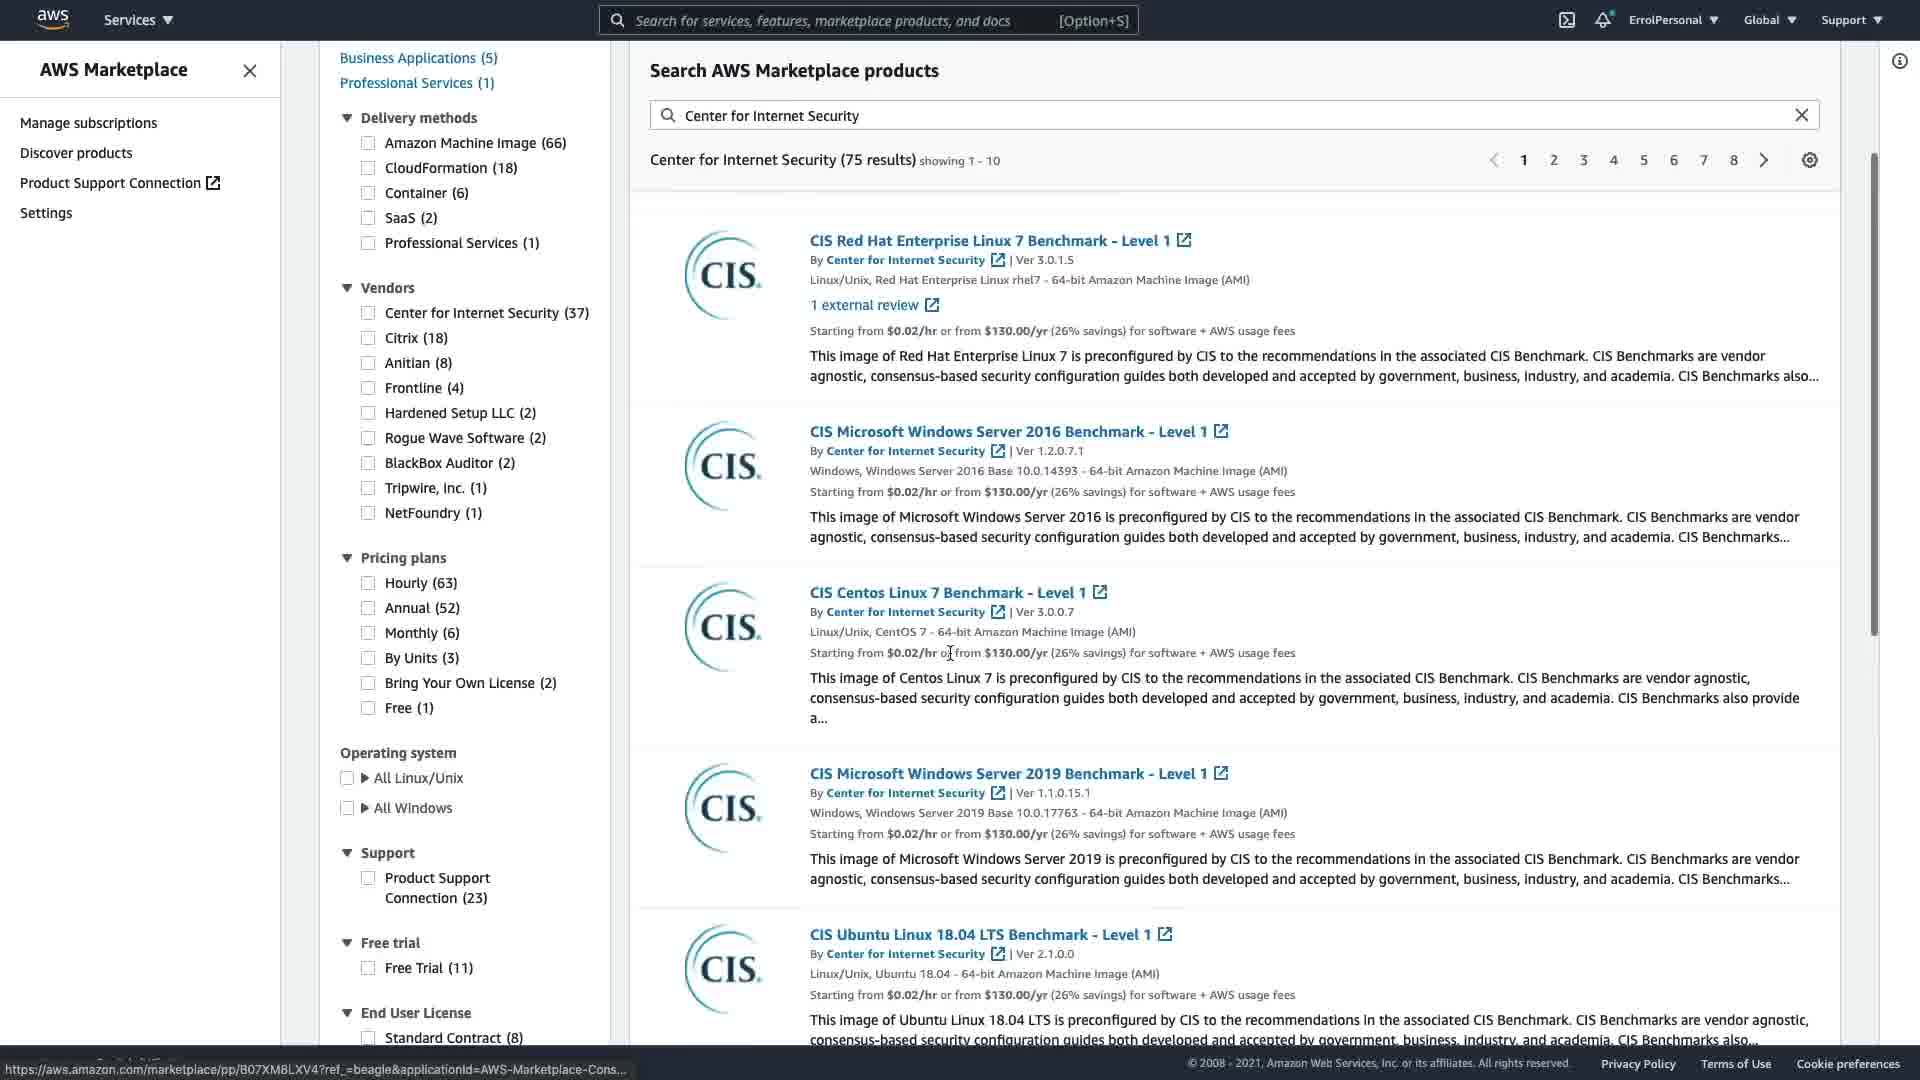 aws
Services ▼
Search for services, features, marketplace products, and docs [Option+S]
ErrolPersonal ▼
Global ▼
Support ▼
AWS Marketplace
Manage subscriptions
Discover products
Product Support Connection
Settings
Business Applications (5)
Professional Services (1)
Delivery methods
Amazon Machine Image (66)
CloudFormation (18)
Container (6)
SaaS (2)
Professional Services (1)
Vendors
Center for Internet Security (37)
Citrix (18)
Anitian (8)
Frontline (4)
Hardened Setup LLC (2)
Rogue Wave Software (2)
BlackBox Auditor (2)
Tripwire, Inc. (1)
NetFoundry (1)
Pricing plans
Hourly (63)
Annual (52)
Monthly (6)
By Units (3)
Bring Your Own License (2)
Free (1)
Operating system
All Linux/Unix
All Windows
Support
Product Support
Connection (23)
Free trial
Free Trial (11)
End User License
Standard Contract (8)
Search AWS Marketplace products
Center for Internet Security
Center for Internet Security (75 results) showing 1 - 10
1 2 3 4 5 6 7 8
CIS.
CIS Red Hat Enterprise Linux 7 Benchmark - Level 1
By Center for Internet Security | Ver 3.0.1.5
Linux/Unix, Red Hat Enterprise Linux rhel7 - 64-bit Amazon Machine Image (AMI)
1 external review
Starting from $0.02/hr or from $130.00/yr (26% savings) for software + AWS usage fees
This image of Red Hat Enterprise Linux 7 is preconfigured by CIS to the recommendations in the associated CIS Benchmark. CIS Benchmarks are vendor
agnostic, consensus-based security configuration guides both developed and accepted by government, business, industry, and academia. CIS Benchmarks also...
CIS.
CIS Microsoft Windows Server 2016 Benchmark - Level 1
By Center for Internet Security | Ver 1.2.0.7.1
Windows, Windows Server 2016 Base 10.0.14393 - 64-bit Amazon Machine Image (AMI)
Starting from $0.02/hr or from $130.00/yr (26% savings) for software + AWS usage fees
This image of Microsoft Windows Server 2016 is preconfigured by CIS to the recommendations in the associated CIS Benchmark. CIS Benchmarks are vendor
agnostic, consensus-based security configuration guides both developed and accepted by government, business, industry, and academia. CIS Benchmarks...
CIS.
CIS Centos Linux 7 Benchmark - Level 1
By Center for Internet Security | Ver 3.0.0.7
Linux/Unix, CentOS 7 - 64-bit Amazon Machine Image (AMI)
Starting from $0.02/hr or from $130.00/yr (26% savings) for software + AWS usage fees
This image of Centos Linux 7 is preconfigured by CIS to the recommendations in the associated CIS Benchmark. CIS Benchmarks are vendor agnostic,
consensus-based security configuration guides both developed and accepted by government, business, industry, and academia. CIS Benchmarks also provide
a...
CIS.
CIS Microsoft Windows Server 2019 Benchmark - Level 1
By Center for Internet Security | Ver 1.1.0.15.1
Windows, Windows Server 2019 Base 10.0.17763 - 64-bit Amazon Machine Image (AMI)
Starting from $0.02/hr or from $130.00/yr (26% savings) for software + AWS usage fees
This image of Microsoft Windows Server 2019 is preconfigured by CIS to the recommendations in the associated CIS Benchmark. CIS Benchmarks are vendor
agnostic, consensus-based security configuration guides both developed and accepted by government, business, industry, and academia. CIS Benchmarks...
CIS.
CIS Ubuntu Linux 18.04 LTS Benchmark - Level 1
By Center for Internet Security | Ver 2.1.0.0
Linux/Unix, Ubuntu 18.04 - 64-bit Amazon Machine Image (AMI)
Starting from $0.02/hr or from $130.00/yr (26% savings) for software + AWS usage fees
This image of Ubuntu Linux 18.04 LTS is preconfigured by CIS to the recommendations in the associated CIS Benchmark. CIS Benchmarks are vendor agnostic,
consensus-based security configuration guides both developed and accepted by government, business, industry, and academia. CIS Benchmarks also...
https://aws.amazon.com/marketplace/pp/B07XM8LXV4?ref_=beagle&applicationId=AWS-Marketplace-Cons...
© 2008 - 2021, Amazon Web Services, Inc. or its affiliates. All rights reserved.
Privacy Policy
Terms of Use
Cookie preferences